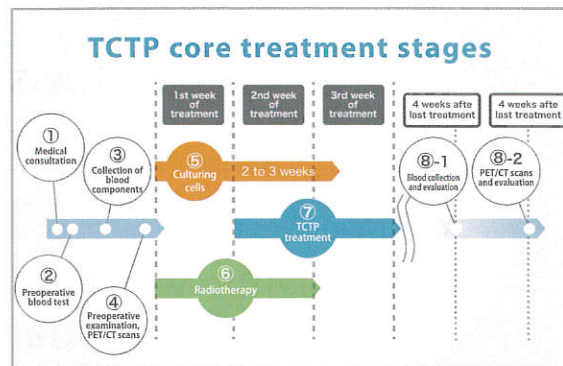 TCTP core treatment stages
1st week
of
treatment
2nd week
of
treatment
3rd week
of
treatment
4 weeks afte
last treatment
4 weeks afte
last treatment
①
Medical
consultation
③
Collection of
blood
components
⑤
Culturing
cells
2 to 3 weeks
⑧-1
Blood collection
and evaluation
⑧-2
PET/CT scans
and evaluation
⑦
TCTP
treatment
②
Preoperative
blood test
④
Preoperative
examination,
PET/CT scans
⑥
Radiotherapy